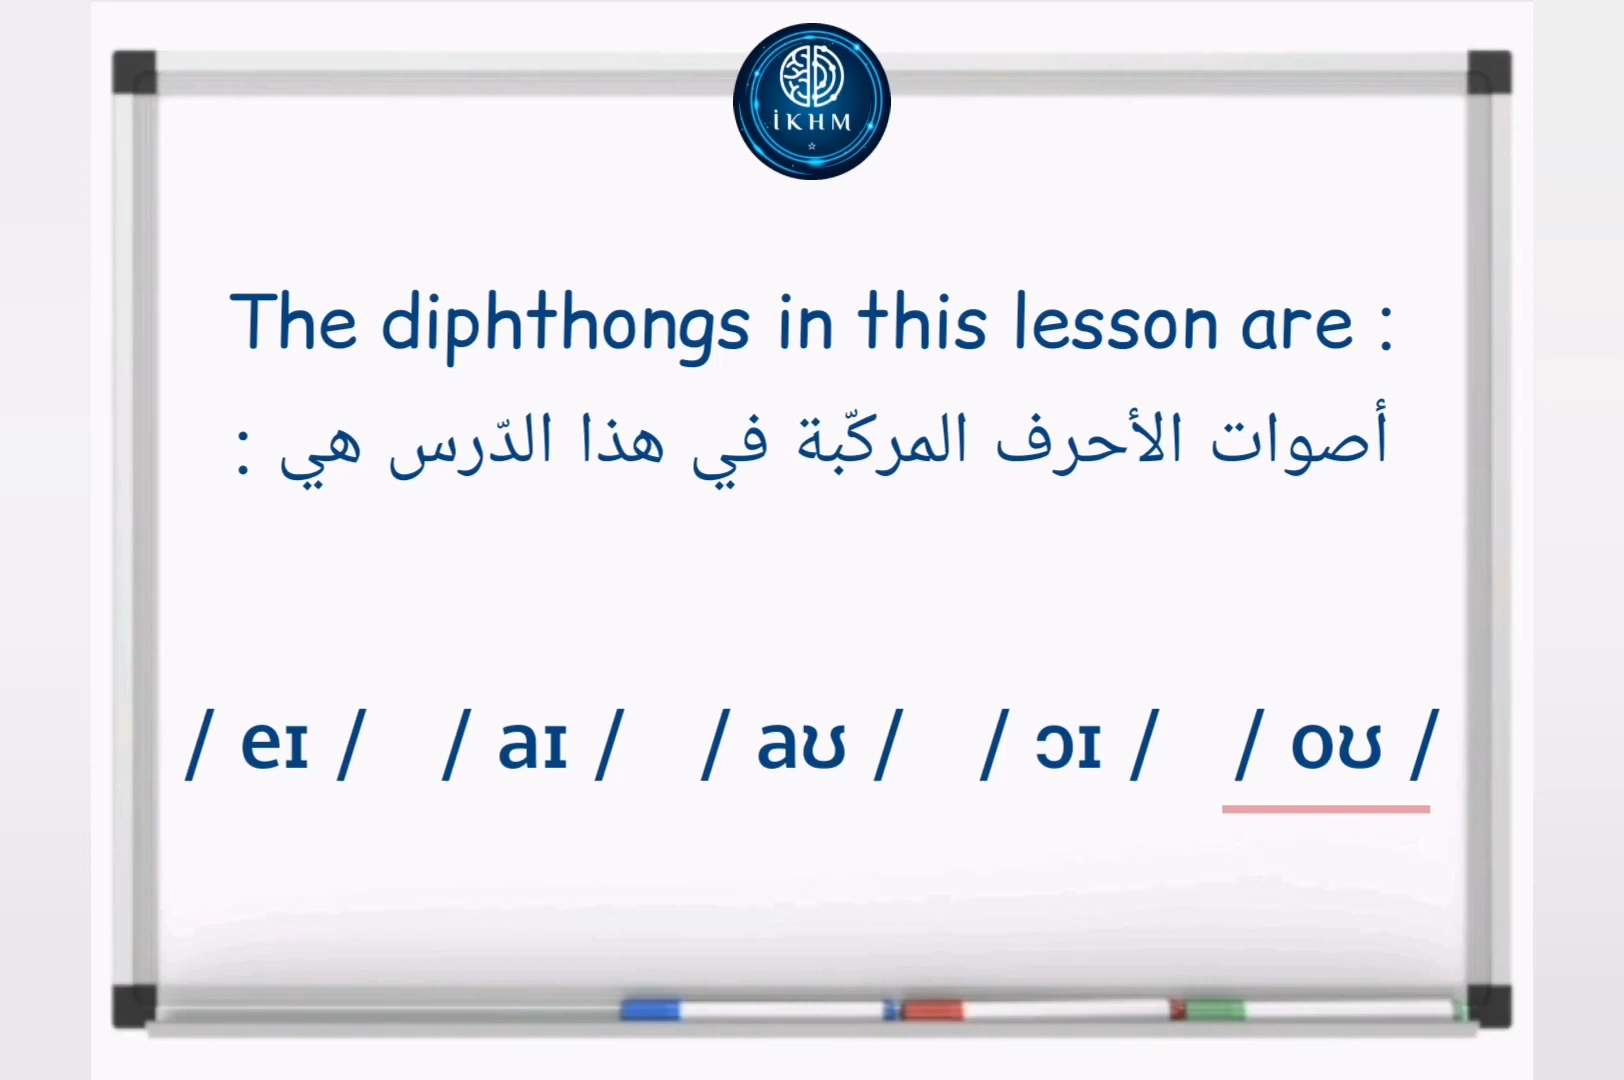 İKHM
The diphthongs in this lesson are :
أصوات الأحرف المركّبة في هذا الدّرس هي :
/ eɪ / / aɪ / / aʊ / / ɔɪ / / oʊ /